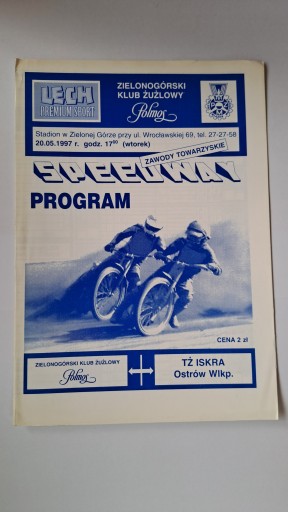 LECH
PREMIUM SPORT
ZIELONOGÓRSKI
KLUB ŻUŻLOWY
Polmos
Stadion w Zielonej Górze przy ul. Wrocławskiej 69, tel. 27-27-58
20.05.1997 r. godz. 17⁰⁰ (wtorek)
ZAWODY TOWARZYSKIE
SPEEDWAY
PROGRAM
CENA 2 zł
ZIELONOGÓRSKI KLUB ŻUŻLOWY
Polmos
TŻ ISKRA
Ostrów Wlkp.